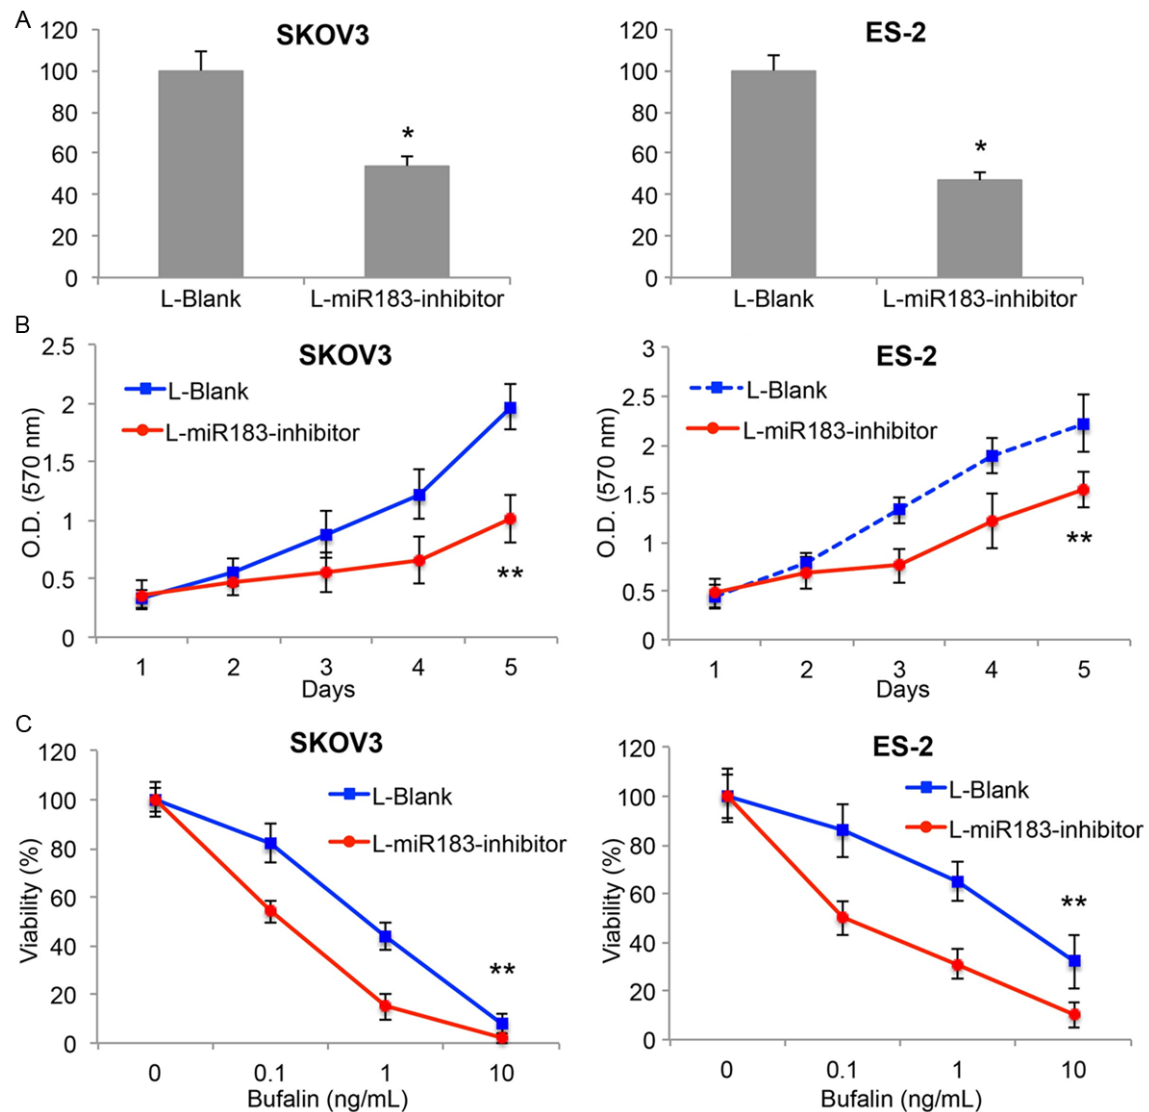 A
SKOV3
120
100
80
60
40
20
0
*
L-Blank
L-miR183-inhibitor
ES-2
120
100
80
60
40
20
0
*
L-Blank
L-miR183-inhibitor
B
SKOV3
2.5
2
1.5
1
0.5
0
O.D. (570 nm)
L-Blank
L-miR183-inhibitor
**
1 2 3 4 5
Days
ES-2
3
2.5
2
1.5
1
0.5
0
O.D. (570 nm)
L-Blank
L-miR183-inhibitor
**
1 2 3 4 5
Days
C
SKOV3
120
100
80
60
40
20
0
Viability (%)
L-Blank
L-miR183-inhibitor
**
0 0.1 1 10
Bufalin (ng/mL)
ES-2
120
100
80
60
40
20
0
Viability (%)
L-Blank
L-miR183-inhibitor
**
0 0.1 1 10
Bufalin (ng/mL)